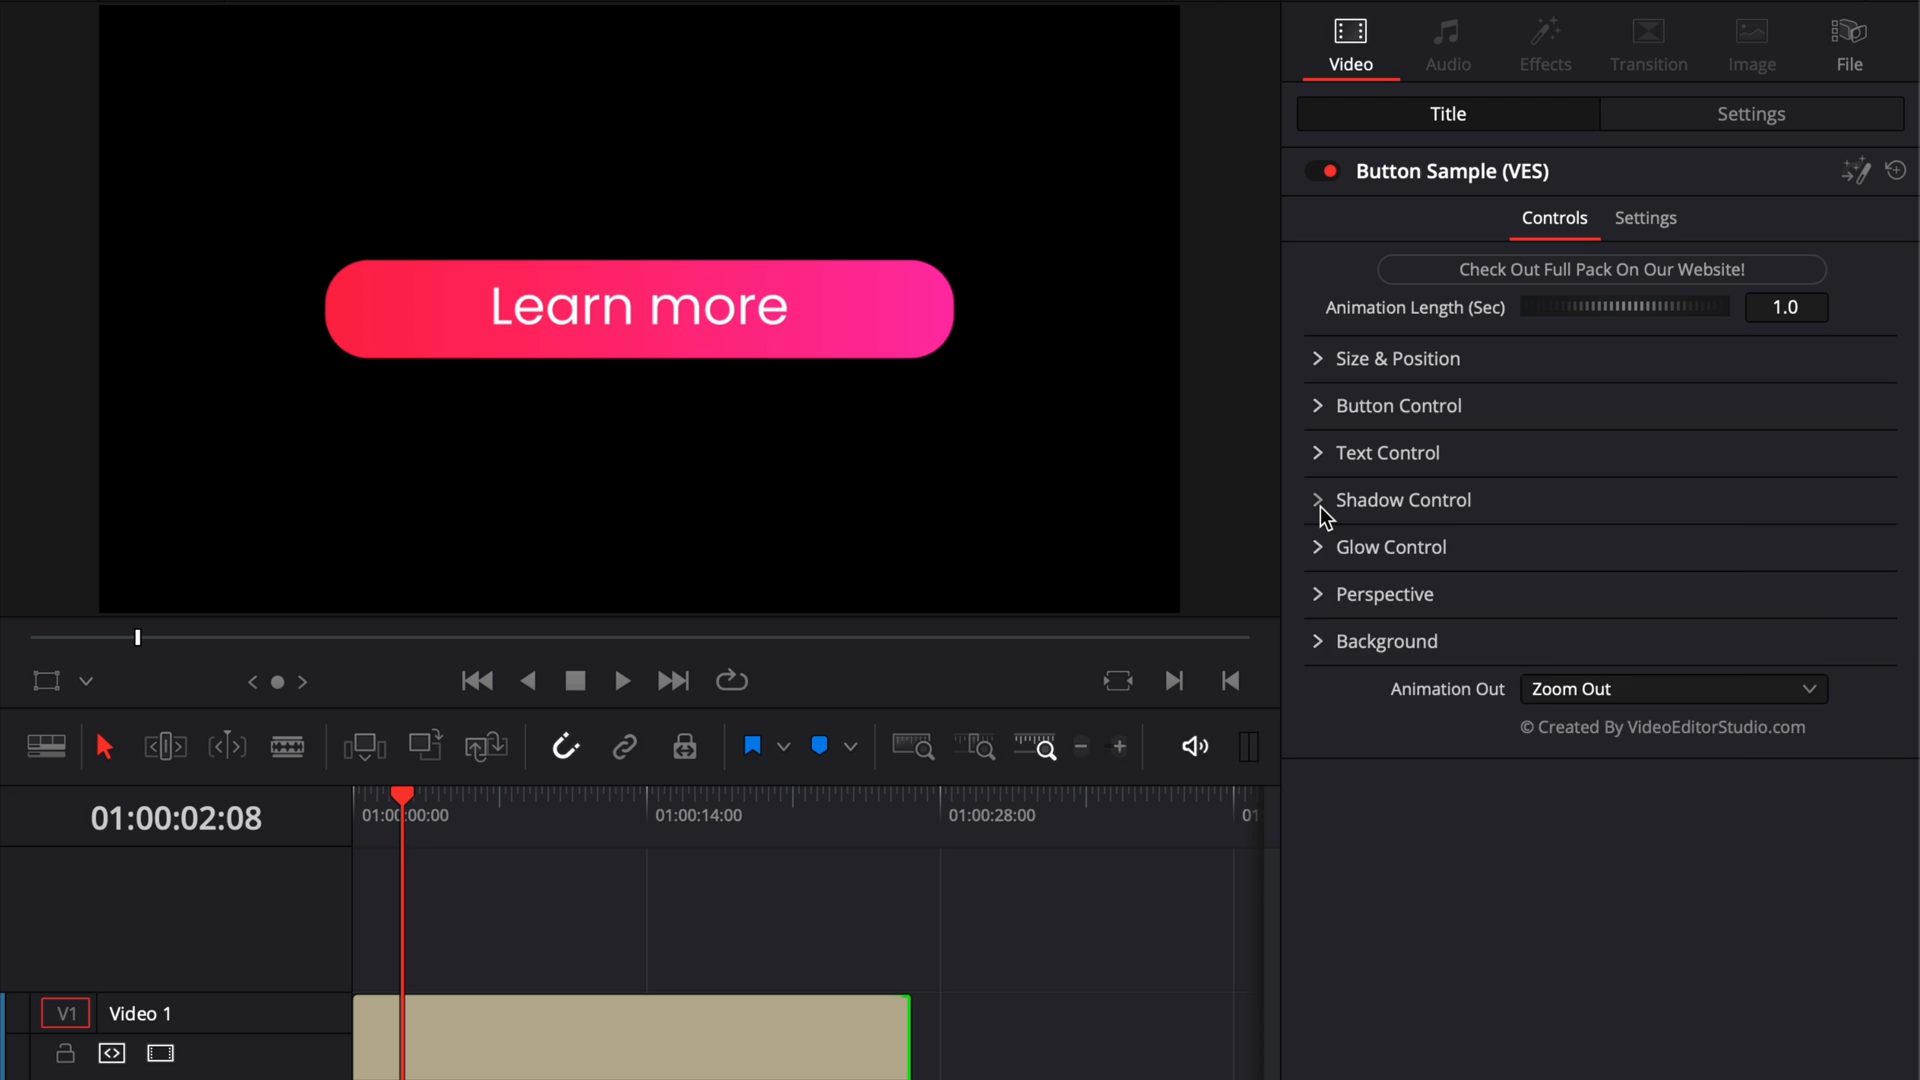 Learn more
Video
Audio
Effects
Transition
Image
File
Title
Settings
Button Sample (VES)
Controls
Settings
Check Out Full Pack On Our Website!
Animation Length (Sec)
1.0
Size & Position
Button Control
Text Control
Shadow Control
Glow Control
Perspective
Background
Animation Out
Zoom Out
© Created By VideoEditorStudio.com
01:00:02:08
01:00:00:00
01:00:14:00
01:00:28:00
01:
V1
Video 1